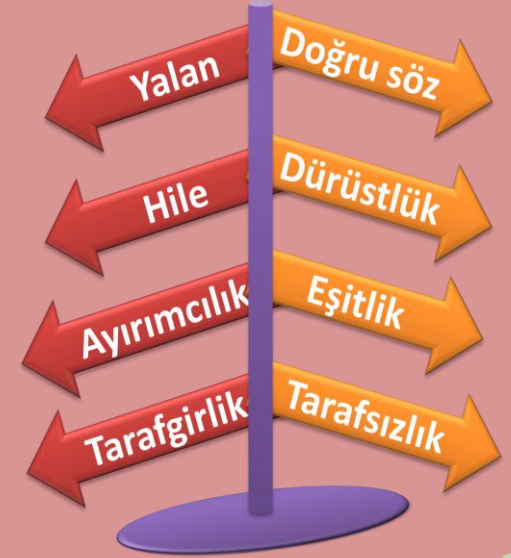 Yalan
Doğru söz
Hile
Dürüstlük
Ayırımcılık
Eşitlik
Tarafgirlik
Tarafsızlık